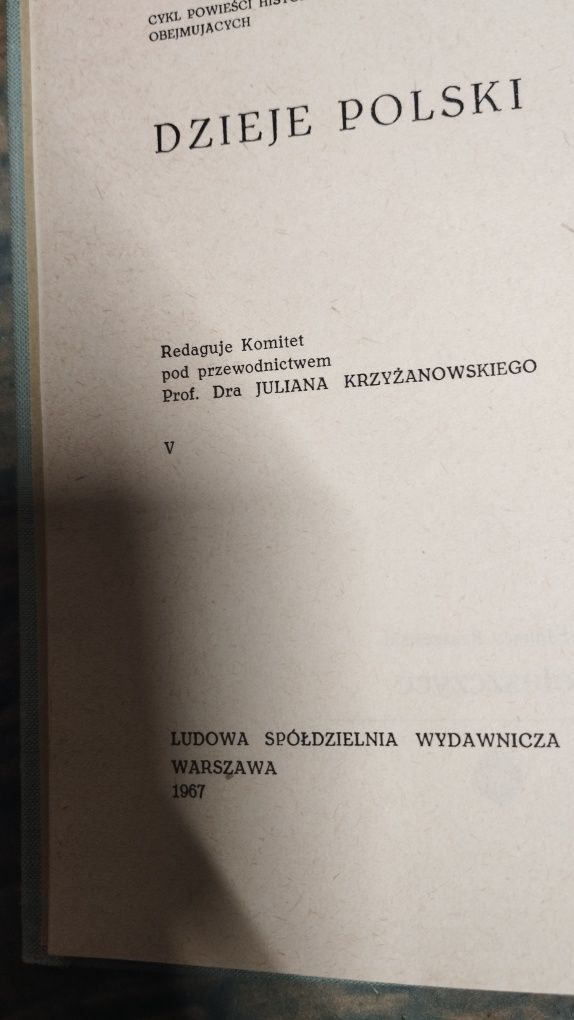 CYKL POWIEŚCI
OBEJMUJĄCYCH
DZIEJE POLSKI
Redaguje Komitet
pod przewodnictwem
Prof. Dra JULIANA KRZYŻANOWSKIEGO
V
LUDOWA SPÓŁDZIELNIA WYDAWNICZA
WARSZAWA
1967